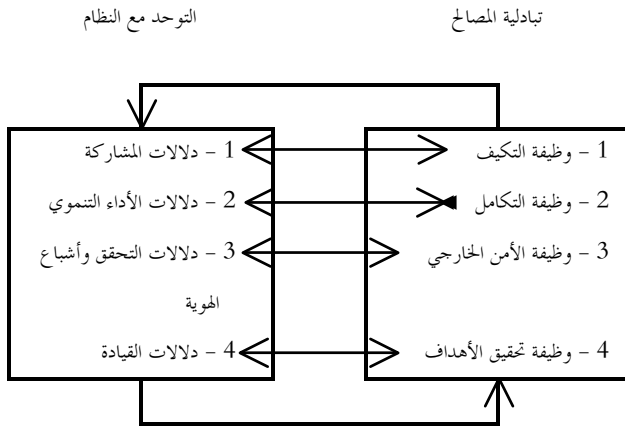 تبادلية المصالح
التوحد مع النظام
1 – وظيفة التكيف
2 – وظيفة التكامل
3 – وظيفة الأمن الخارجي
4 – وظيفة تحقيق الأهداف
1 – دلالات المشاركة
2 – دلالات الأداء التنموي
3 – دلالات التحقق وأشباع
الهوية
4 – دلالات القيادة